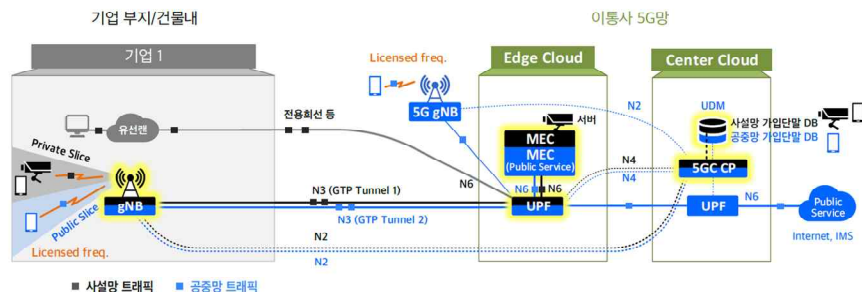 기업 부지/건물내
이통사 5G망
기업 1
Edge Cloud
Center Cloud
Licensed freq.
5G gNB
N2
UDM
사설망 가입단말 DB
공중망 가입단말 DB
서버
MEC
MEC
(Public Service)
유선랜
전용회선 등
Private Slice
Public Slice
Licensed freq.
gNB
N3 (GTP Tunnel 1)
N3 (GTP Tunnel 2)
N6
N6
N6
UPF
N4
N4
5GC CP
UPF
N6
Public
Service
Internet, IMS
N2
N2
사설망 트래픽
공중망 트래픽